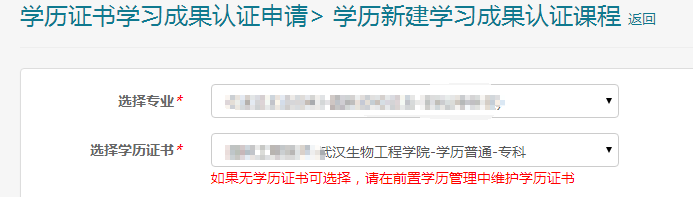 学历证书学习成果认证申请> 学历新建学习成果认证课程 返回
选择专业*
选择学历证书* 武汉生物工程学院-学历普通-专科
如果无学历证书可选择，请在前置学历管理中维护学历证书